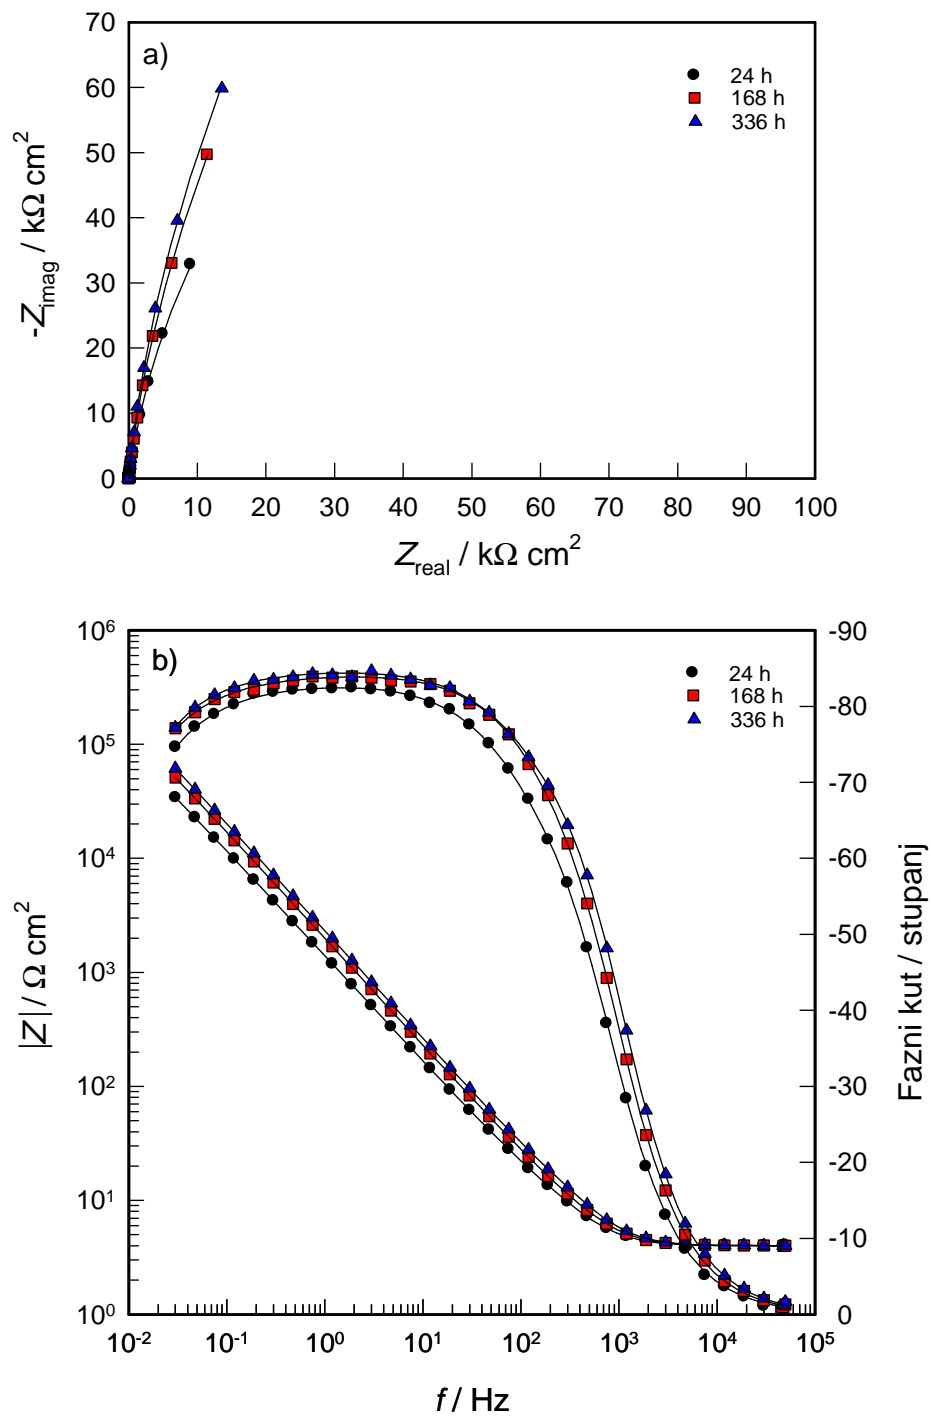 a)
24 h
168 h
336 h
70
60
50
40
30
20
10
0
-Z_imag / kΩ cm²
0 10 20 30 40 50 60 70 80 90 100
Z_real / kΩ cm²
b)
24 h
168 h
336 h
10⁶
10⁵
10⁴
10³
10²
10¹
10⁰
|Z| / Ω cm²
-90
-80
-70
-60
-50
-40
-30
-20
-10
0
Fazni kut / stupanj
10⁻² 10⁻¹ 10⁰ 10¹ 10² 10³ 10⁴ 10⁵
f / Hz